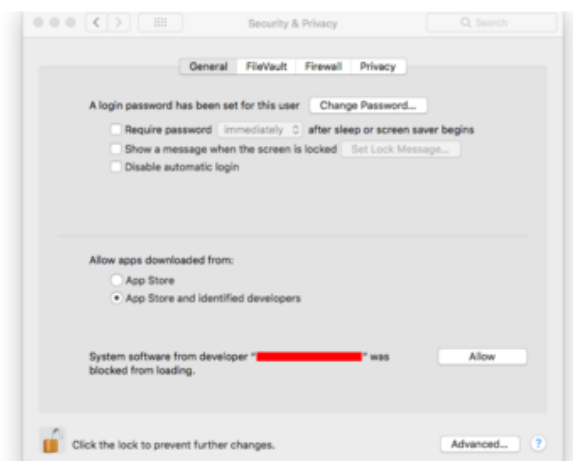 Security & Privacy
Search
General FileVault Firewall Privacy
A login password has been set for this user Change Password...
Require password immediately after sleep or screen saver begins
Show a message when the screen is locked Set Lock Message...
Disable automatic login
Allow apps downloaded from:
App Store
App Store and identified developers
System software from developer “ ” was Allow
blocked from loading.
Click the lock to prevent further changes. Advanced... ?